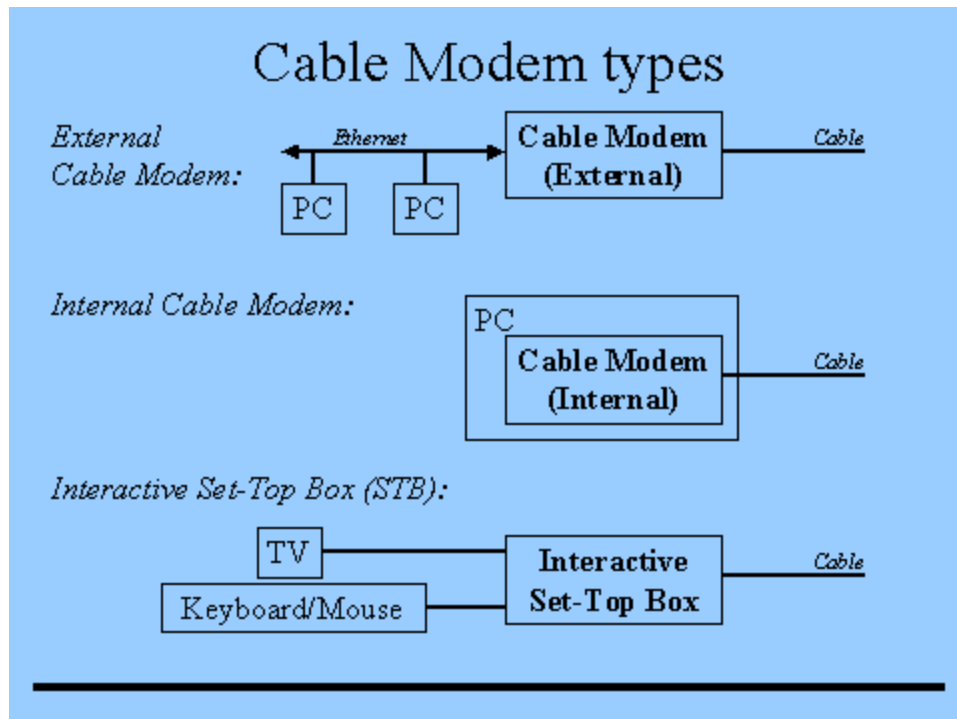 Cable Modem types
External
Cable Modem:
Ethernet
Cable Modem
(External)
Cable
PC
PC
Internal Cable Modem:
PC
Cable Modem
(Internal)
Cable
Interactive Set-Top Box (STB):
TV
Keyboard/Mouse
Interactive
Set-Top Box
Cable